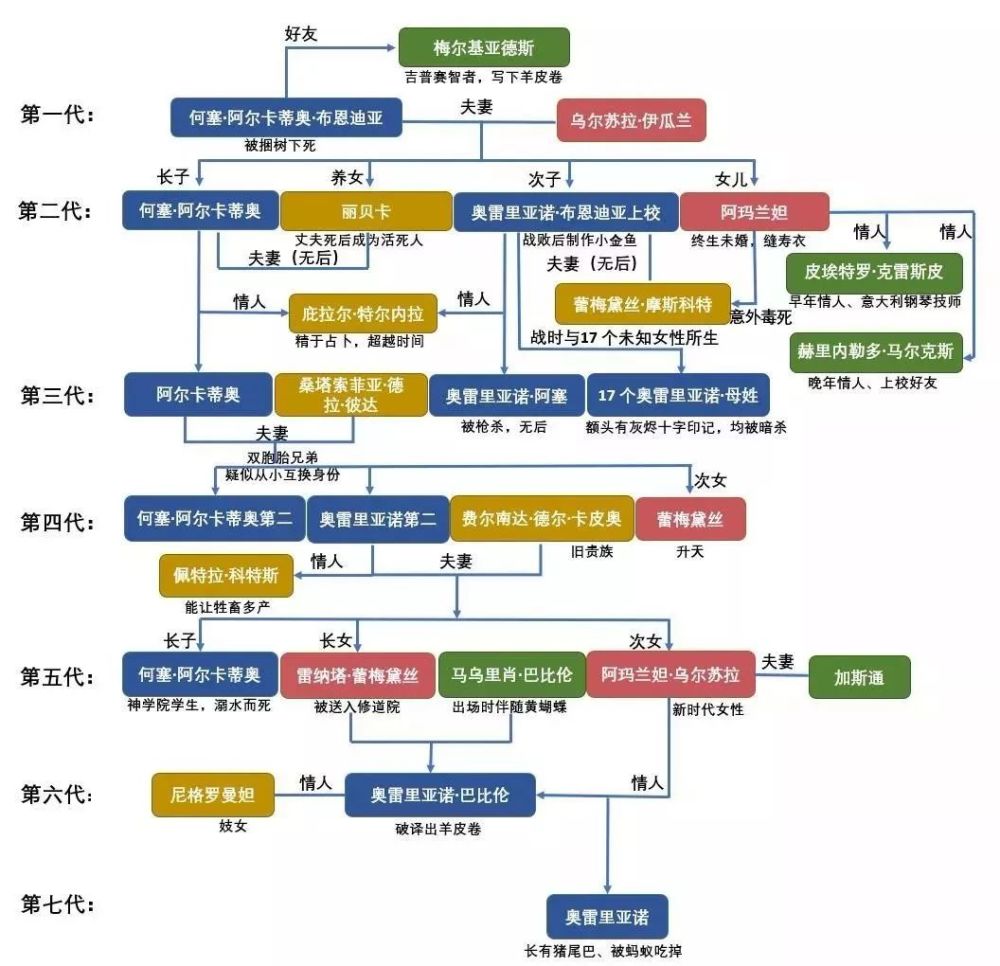 好友
梅尔基亚德斯
吉普赛智者，写下羊皮卷
第一代：
何塞·阿尔卡蒂奥·布恩迪亚
夫妻
乌尔苏拉·伊瓜兰
被捆树下死
长子
养女
次子
女儿
第二代：
何塞·阿尔卡蒂奥
丽贝卡
奥雷里亚诺·布恩迪亚上校
阿玛兰妲
丈夫死后成为活死人
战败后制作小金鱼
终生未婚，缝寿衣
情人
情人
夫妻（无后）
夫妻（无后）
皮埃特罗·克雷斯皮
早年情人、意大利钢琴技师
情人
情人
蕾梅黛丝·摩斯科特
意外毒死
庇拉尔·特尔内拉
精于占卜，超越时间
战时与17个未知女性所生
赫里内勒多·马尔克斯
晚年情人、上校好友
第三代：
阿尔卡蒂奥
桑塔索菲亚·德
拉·彼达
奥雷里亚诺·阿塞
17个奥雷里亚诺·母姓
被枪杀，无后
额头有灰烬十字印记，均被暗杀
夫妻
双胞胎兄弟
疑似从小互换身份
次女
第四代：
何塞·阿尔卡蒂奥第二
奥雷里亚诺第二
费尔南达·德尔·卡皮奥
蕾梅黛丝
旧贵族
升天
情人
夫妻
佩特拉·科特斯
能让牲畜多产
长子
长女
次女
第五代：
何塞·阿尔卡蒂奥
雷纳塔·蕾梅黛丝
马乌里肖·巴比伦
阿玛兰妲·乌尔苏拉
夫妻
加斯通
神学院学生，溺水而死
被送入修道院
出场时伴随黄蝴蝶
新时代女性
第六代：
尼格罗曼妲
情人
奥雷里亚诺·巴比伦
情人
妓女
破译出羊皮卷
第七代：
奥雷里亚诺
长有猪尾巴、被蚂蚁吃掉